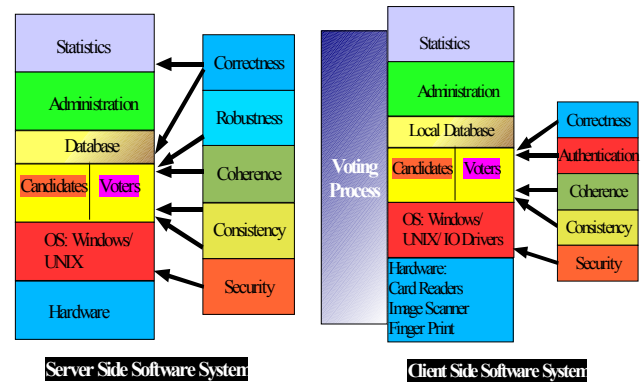 Statistics
Administration
Database
Candidates
Voters
OS: Windows/
UNIX
Hardware
Correctness
Robustness
Coherence
Consistency
Security
Server Side Software System
Voting
Process
Statistics
Administration
Local Database
Candidates
Voters
OS: Windows/
UNIX/ IO Drivers
Hardware:
Card Readers
Image Scanner
Finger Print
Correctness
Authentication
Coherence
Consistency
Security
Client Side Software System